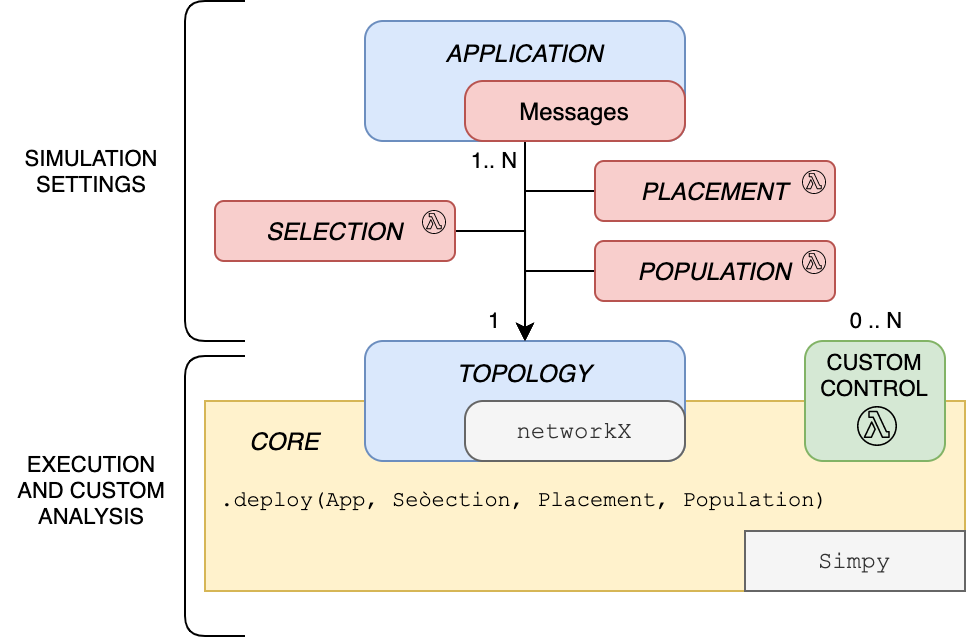 APPLICATION
Messages
SIMULATION
SETTINGS
1.. N
PLACEMENT
SELECTION
POPULATION
1
0 .. N
TOPOLOGY
CUSTOM
CONTROL
networkX
CORE
EXECUTION
AND CUSTOM
ANALYSIS
.deploy(App, Seòection, Placement, Population)
Simpy